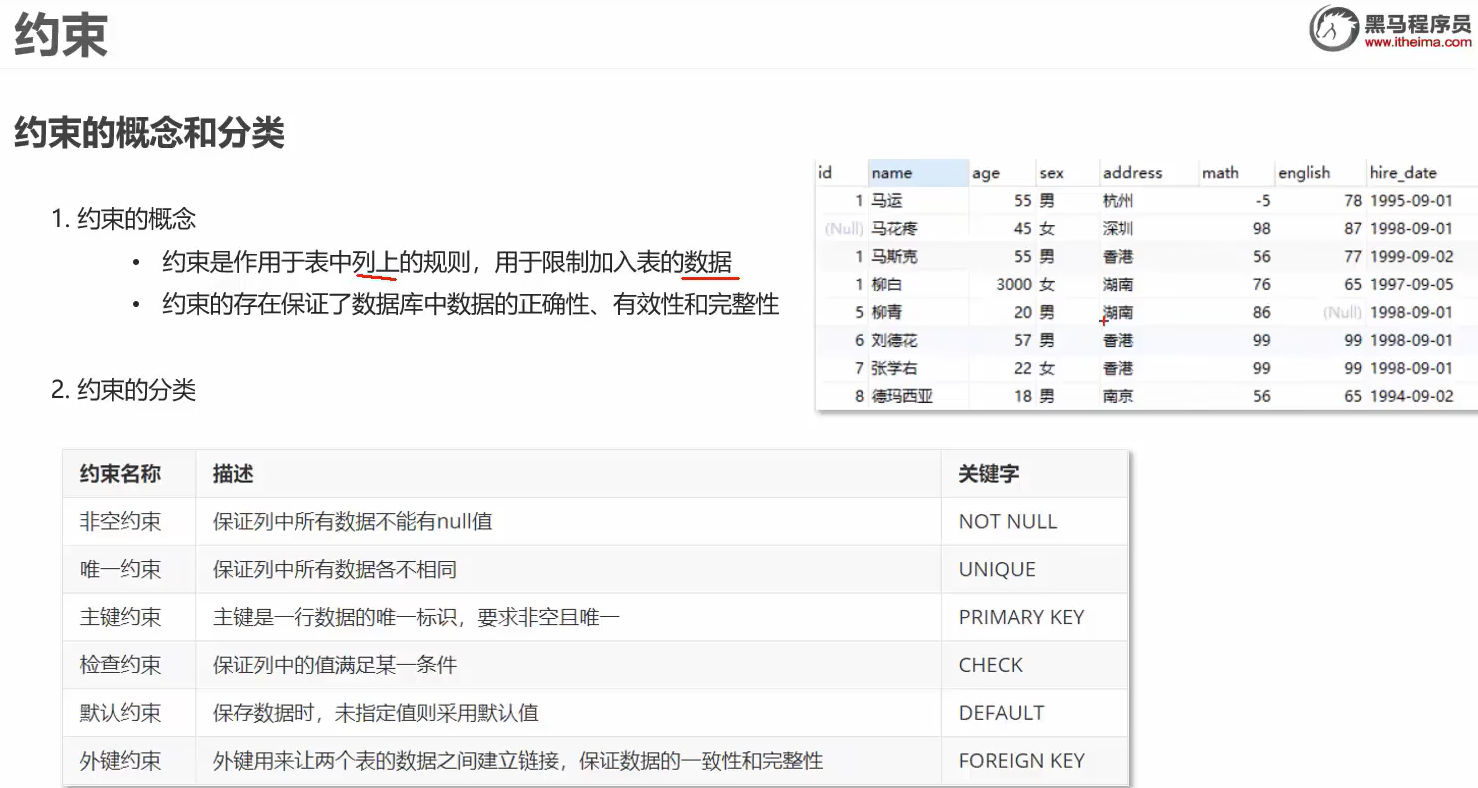 约束
黑马程序员
www.itheima.com
约束的概念和分类
1. 约束的概念
• 约束是作用于表中列上的规则，用于限制加入表的数据
• 约束的存在保证了数据库中数据的正确性、有效性和完整性
2. 约束的分类
id name age sex address math english hire_date
1 马运 55 男 杭州 -5 78 1995-09-01
(Null) 马花疼 45 女 深圳 98 87 1998-09-01
1 马斯克 55 男 香港 56 77 1999-09-02
1 柳白 3000 女 湖南 76 65 1997-09-05
5 柳青 20 男 湖南 86 (Null) 1998-09-01
6 刘德花 57 男 香港 99 99 1998-09-01
7 张学右 22 女 香港 99 99 1998-09-01
8 德玛西亚 18 男 南京 56 65 1994-09-02
约束名称 描述 关键字
非空约束 保证列中所有数据不能有null值 NOT NULL
唯一约束 保证列中所有数据各不相同 UNIQUE
主键约束 主键是一行数据的唯一标识，要求非空且唯一 PRIMARY KEY
检查约束 保证列中的值满足某一条件 CHECK
默认约束 保存数据时，未指定值则采用默认值 DEFAULT
外键约束 外键用来让两个表的数据之间建立链接，保证数据的一致性和完整性 FOREIGN KEY